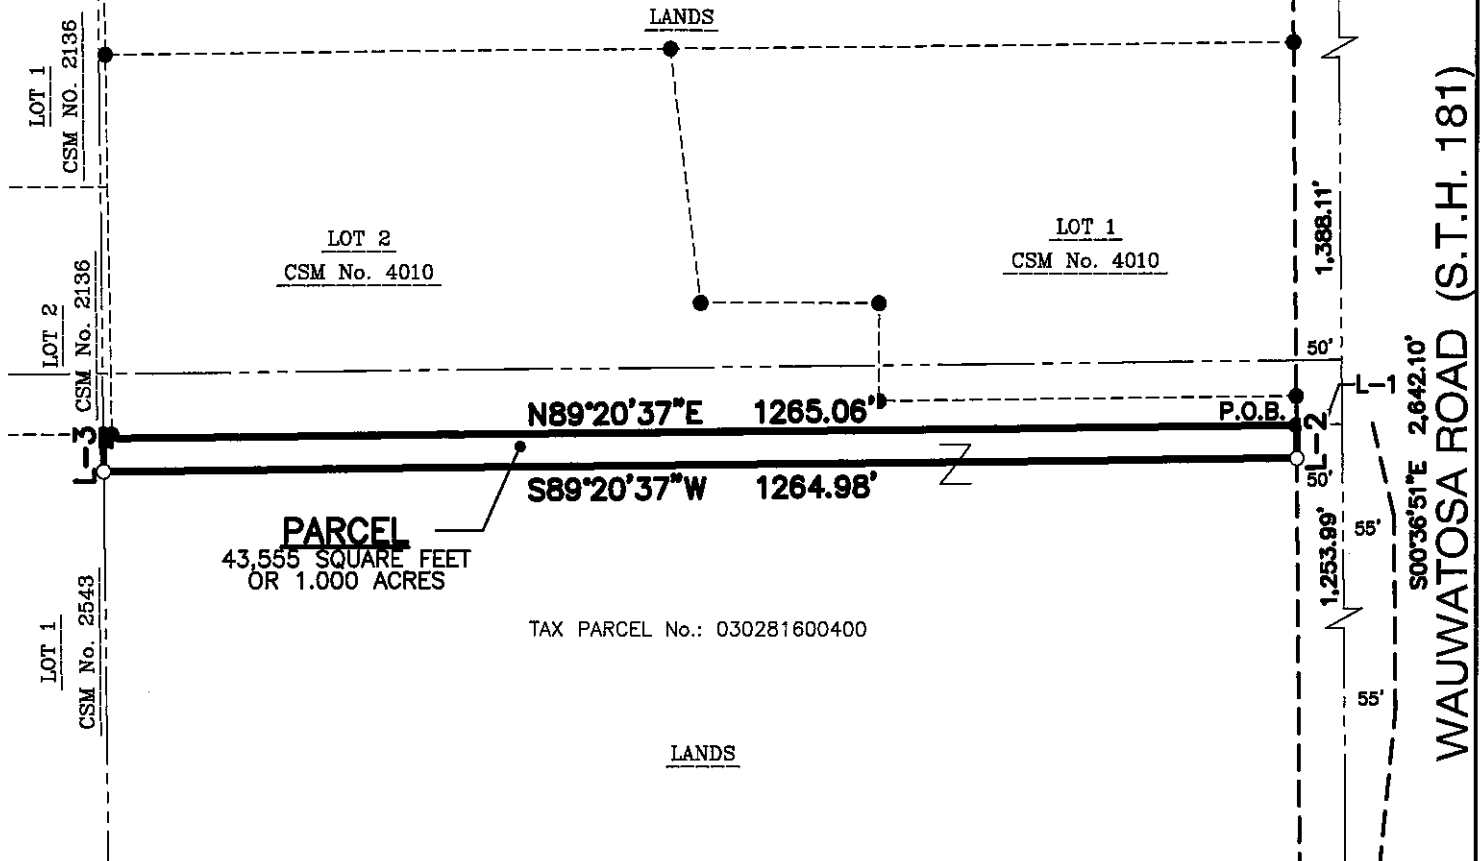 LANDS
LOT 1
CSM NO. 2136
LOT 2
CSM No. 4010
LOT 1
CSM No. 4010
1,388.11'
WAUWATOSA ROAD (S.T.H. 181)
LOT 2
CSM No. 2136
50'
L-1
S00°36'51"E 2,642.10'
N89°20'37"E 1265.06'
P.O.B.
L-2
L-3
50'
S89°20'37"W 1264.98'
PARCEL
43,555 SQUARE FEET
OR 1.000 ACRES
55'
1,253.99'
LOT 1
CSM No. 2543
TAX PARCEL No.: 030281600400
55'
LANDS